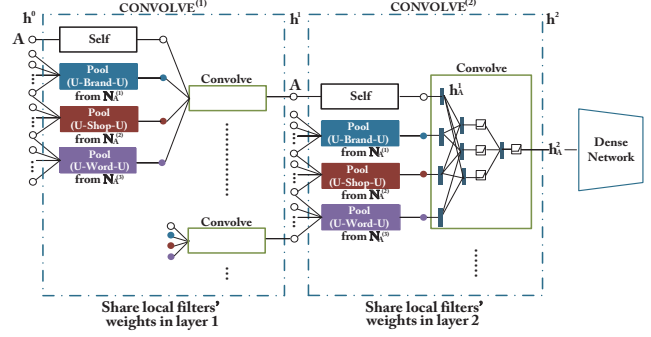 CONVOLVE(1)
CONVOLVE(2)
h0
h1
h2
A
Self
Pool
(U-Brand-U)
from NA(1)
Pool
(U-Shop-U)
from NA(2)
Pool
(U-Word-U)
from NA(3)
Convolve
Convolve
Share local filters'
weights in layer 1
A
Self
Pool
(U-Brand-U)
from NA(1)
Pool
(U-Shop-U)
from NA(2)
Pool
(U-Word-U)
from NA(3)
Convolve
h1A
h2A
Share local filters'
weights in layer 2
Dense
Network